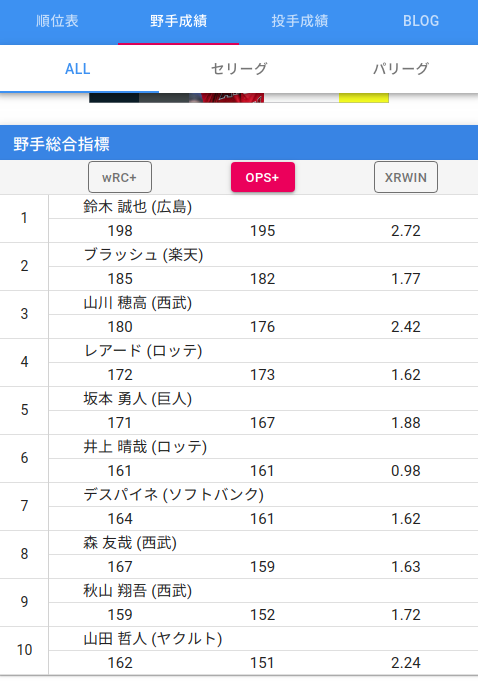 順位表 野手成績 投手成績 BLOG
ALL セリーグ パリーグ
野手総合指標
wRC+ OPS+ XRWIN
1 鈴木 誠也 (広島)
198 195 2.72
2 ブラッシュ (楽天)
185 182 1.77
3 山川 穂高 (西武)
180 176 2.42
4 レアード (ロッテ)
172 173 1.62
5 坂本 勇人 (巨人)
171 167 1.88
6 井上 晴哉 (ロッテ)
161 161 0.98
7 デスパイネ (ソフトバンク)
164 161 1.62
8 森 友哉 (西武)
167 159 1.63
9 秋山 翔吾 (西武)
159 152 1.72
10 山田 哲人 (ヤクルト)
162 151 2.24